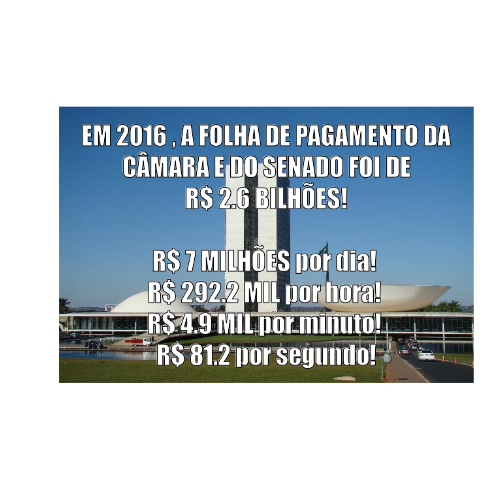 EM 2016 , A FOLHA DE PAGAMENTO DA
CÂMARA E DO SENADO FOI DE
R$ 2.6 BILHÕES!
R$ 7 MILHÕES por dia!
R$ 292.2 MIL por hora!
R$ 4.9 MIL por minuto!
R$ 81.2 por segundo!